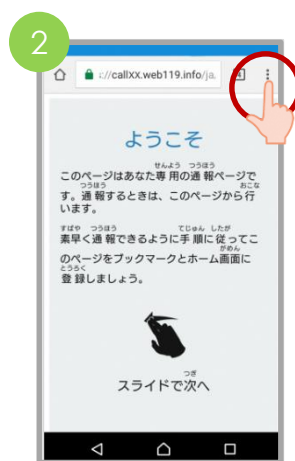 2
://callXX.web119.info/ja.
ようこそ
せんよう つうほう
このページはあなた専用の通報ページで
つうほう おこな
す。通報するときは、このページから行
います。
すばや つうほう てじゅん したが
素早く通報できるように手順に従ってこ
がめん
のページをブックマークとホーム画面に
とうろく
登録しましょう。
つぎ
スライドで次へ